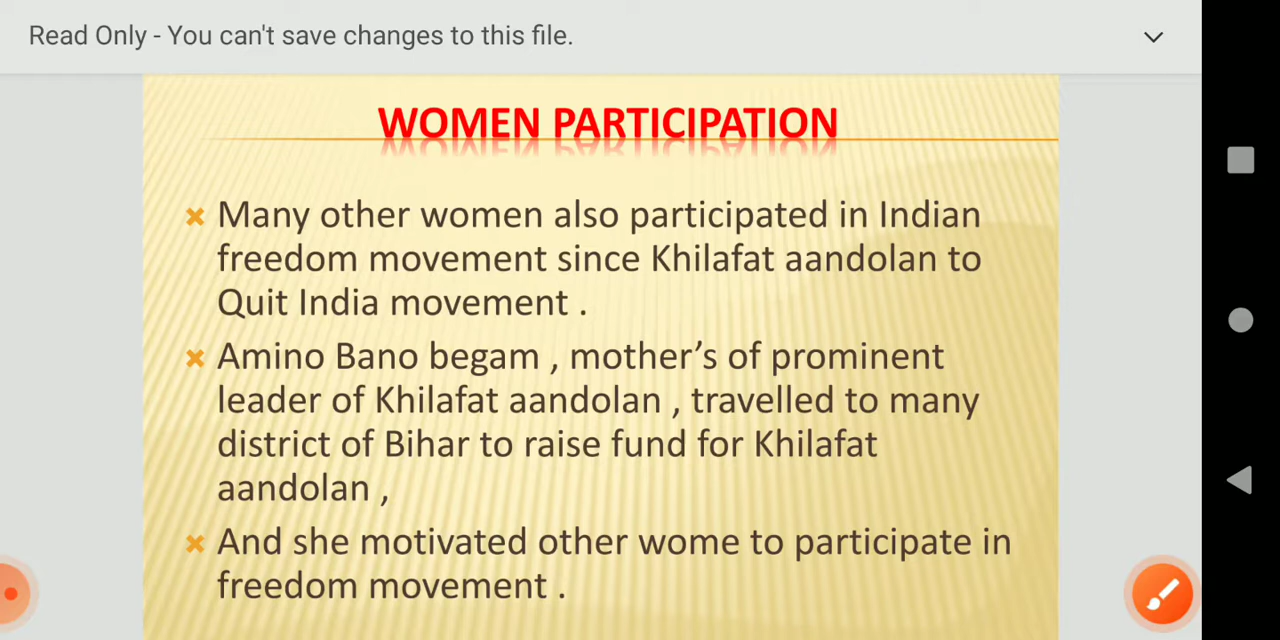 Read Only - You can't save changes to this file.
WOMEN PARTICIPATION
Many other women also participated in Indian
freedom movement since Khilafat aandolan to
Quit India movement .
Amino Bano begam , mother’s of prominent
leader of Khilafat aandolan , travelled to many
district of Bihar to raise fund for Khilafat
aandolan ,
And she motivated other wome to participate in
freedom movement .